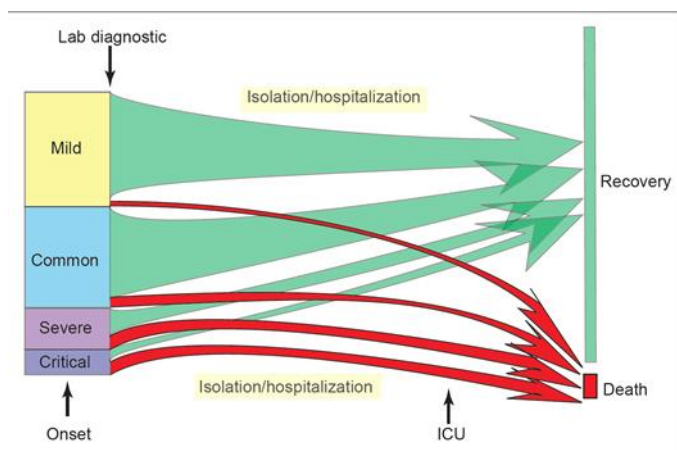 Lab diagnostic
Isolation/hospitalization
Mild
Recovery
Common
Severe
Critical
Isolation/hospitalization
Death
Onset
ICU